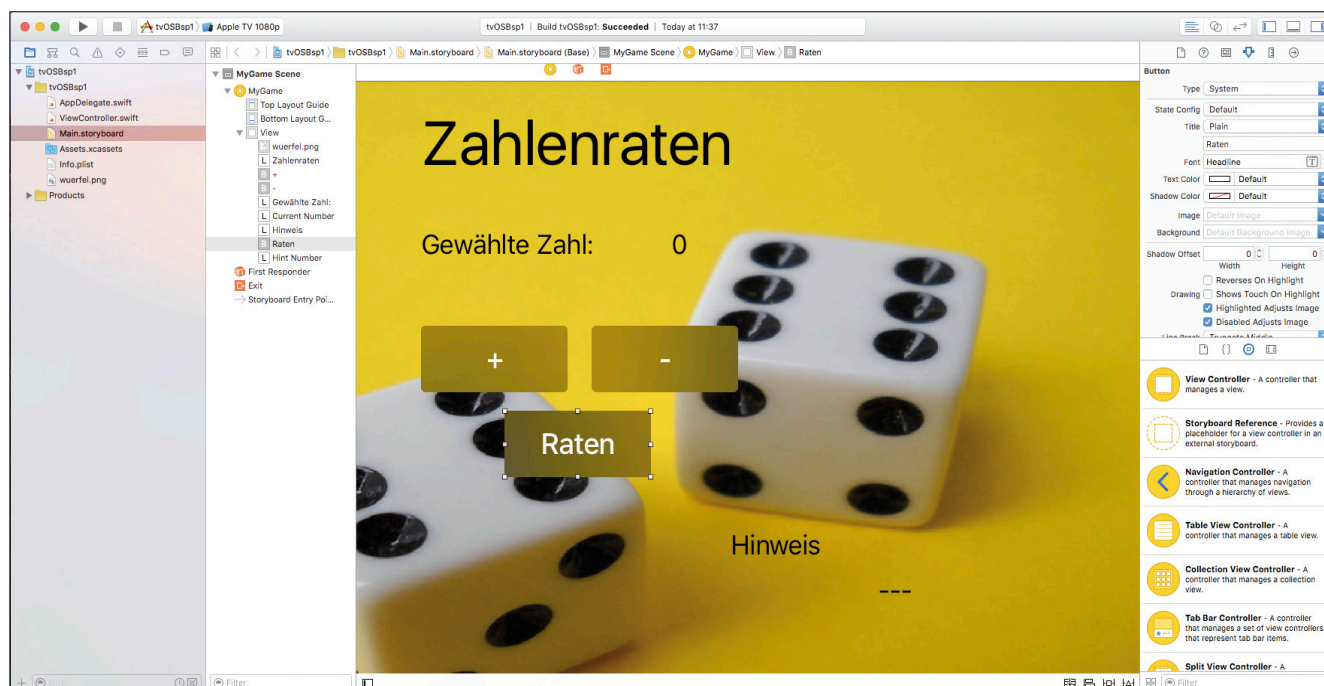 tvOSBsp1 〉 Apple TV 1080p
tvOSBsp1 | Build tvOSBsp1: Succeeded | Today at 11:37
tvOSBsp1 〉 tvOSBsp1 〉 Main.storyboard 〉 Main.storyboard (Base) 〉 MyGame Scene 〉 MyGame 〉 View 〉 B Raten
tvOSBsp1
tvOSBsp1
AppDelegate.swift
ViewController.swift
Main.storyboard
Assets.xcassets
Info.plist
wuerfel.png
Products
MyGame Scene
MyGame
Top Layout Guide
Bottom Layout G...
View
wuerfel.png
L Zahlenraten
B +
B -
L Gewählte Zahl:
L Current Number
L Hinweis
B Raten
L Hint Number
First Responder
Exit
Storyboard Entry Poi...
Filter
Zahlenraten
Gewählte Zahl: 0
+ -
Raten
Hinweis
---
Button
Type System
State Config Default
Title Plain
Raten
Font Headline
Text Color Default
Shadow Color Default
Image Default Image
Background Default Background Image
Shadow Offset 0 0
Width Height
Reverses On Highlight
Drawing Shows Touch On Highlight
Highlighted Adjusts Image
Disabled Adjusts Image
Line Break Truncate Middle
View Controller - A controller that
manages a view.
Storyboard Reference - Provides a
placeholder for a view controller in an
external storyboard.
Navigation Controller - A
controller that manages navigation
through a hierarchy of views.
Table View Controller - A
controller that manages a table view.
Collection View Controller - A
controller that manages a collection
view.
Tab Bar Controller - A controller
that manages a set of view controllers
that represent tab bar items.
Split View Controller - A
Filter